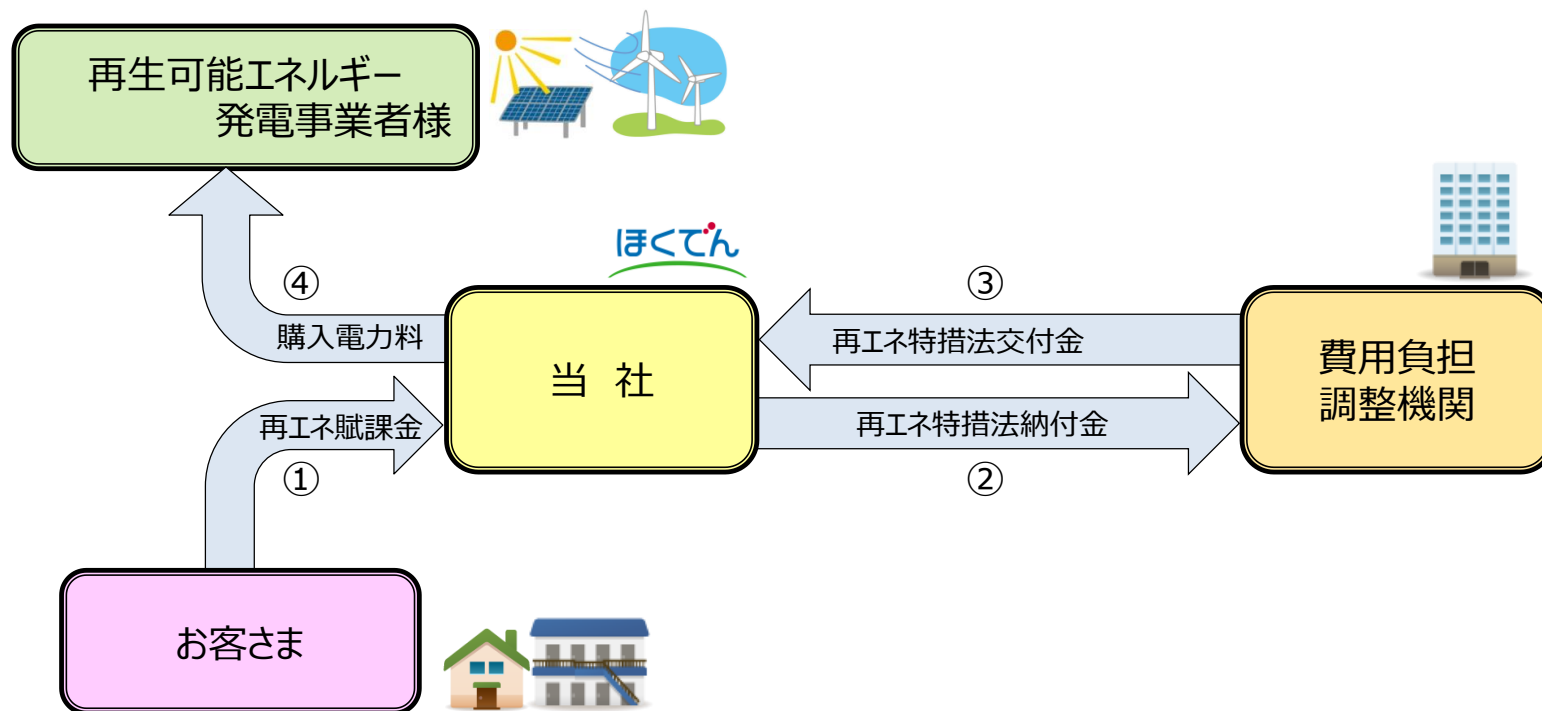 再生可能エネルギー
発電事業者様
ほくでん
④
購入電力料
③
再エネ特措法交付金
当 社
費用負担
調整機関
再エネ賦課金
①
再エネ特措法納付金
②
お客さま